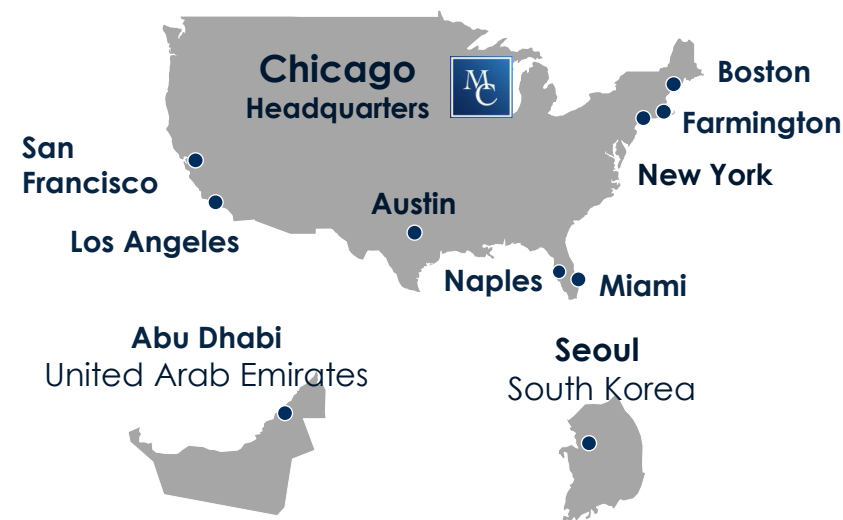 Chicago
Headquarters
MC
Boston
Farmington
New York
San
Francisco
Los Angeles
Austin
Naples
Miami
Abu Dhabi
United Arab Emirates
Seoul
South Korea